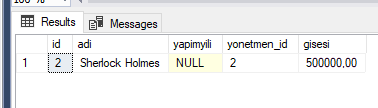 100 %
Results Messages
id adi yapimyili yonetmen_id gisesi
1 2 Sherlock Holmes NULL 2 500000,00